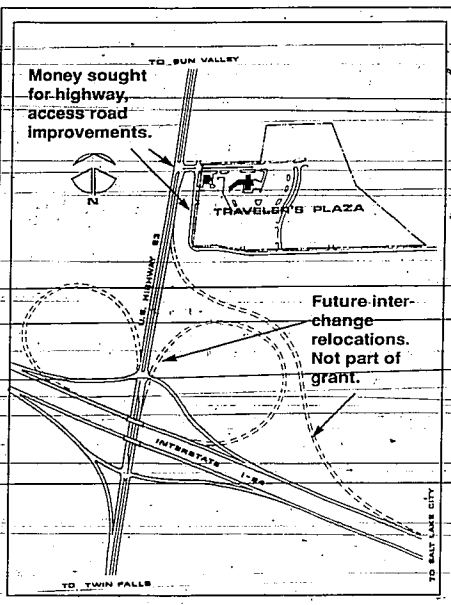 TO SUN VALLEY
Money sought
for highway,
access road
improvements.
N
TRAVELER'S PLAZA
U.S. HIGHWAY 93
Future inter-
change
relocations.
Not part of
grant.
INTERSTATE I-84
TO SALT LAKE CITY
TO TWIN FALLS